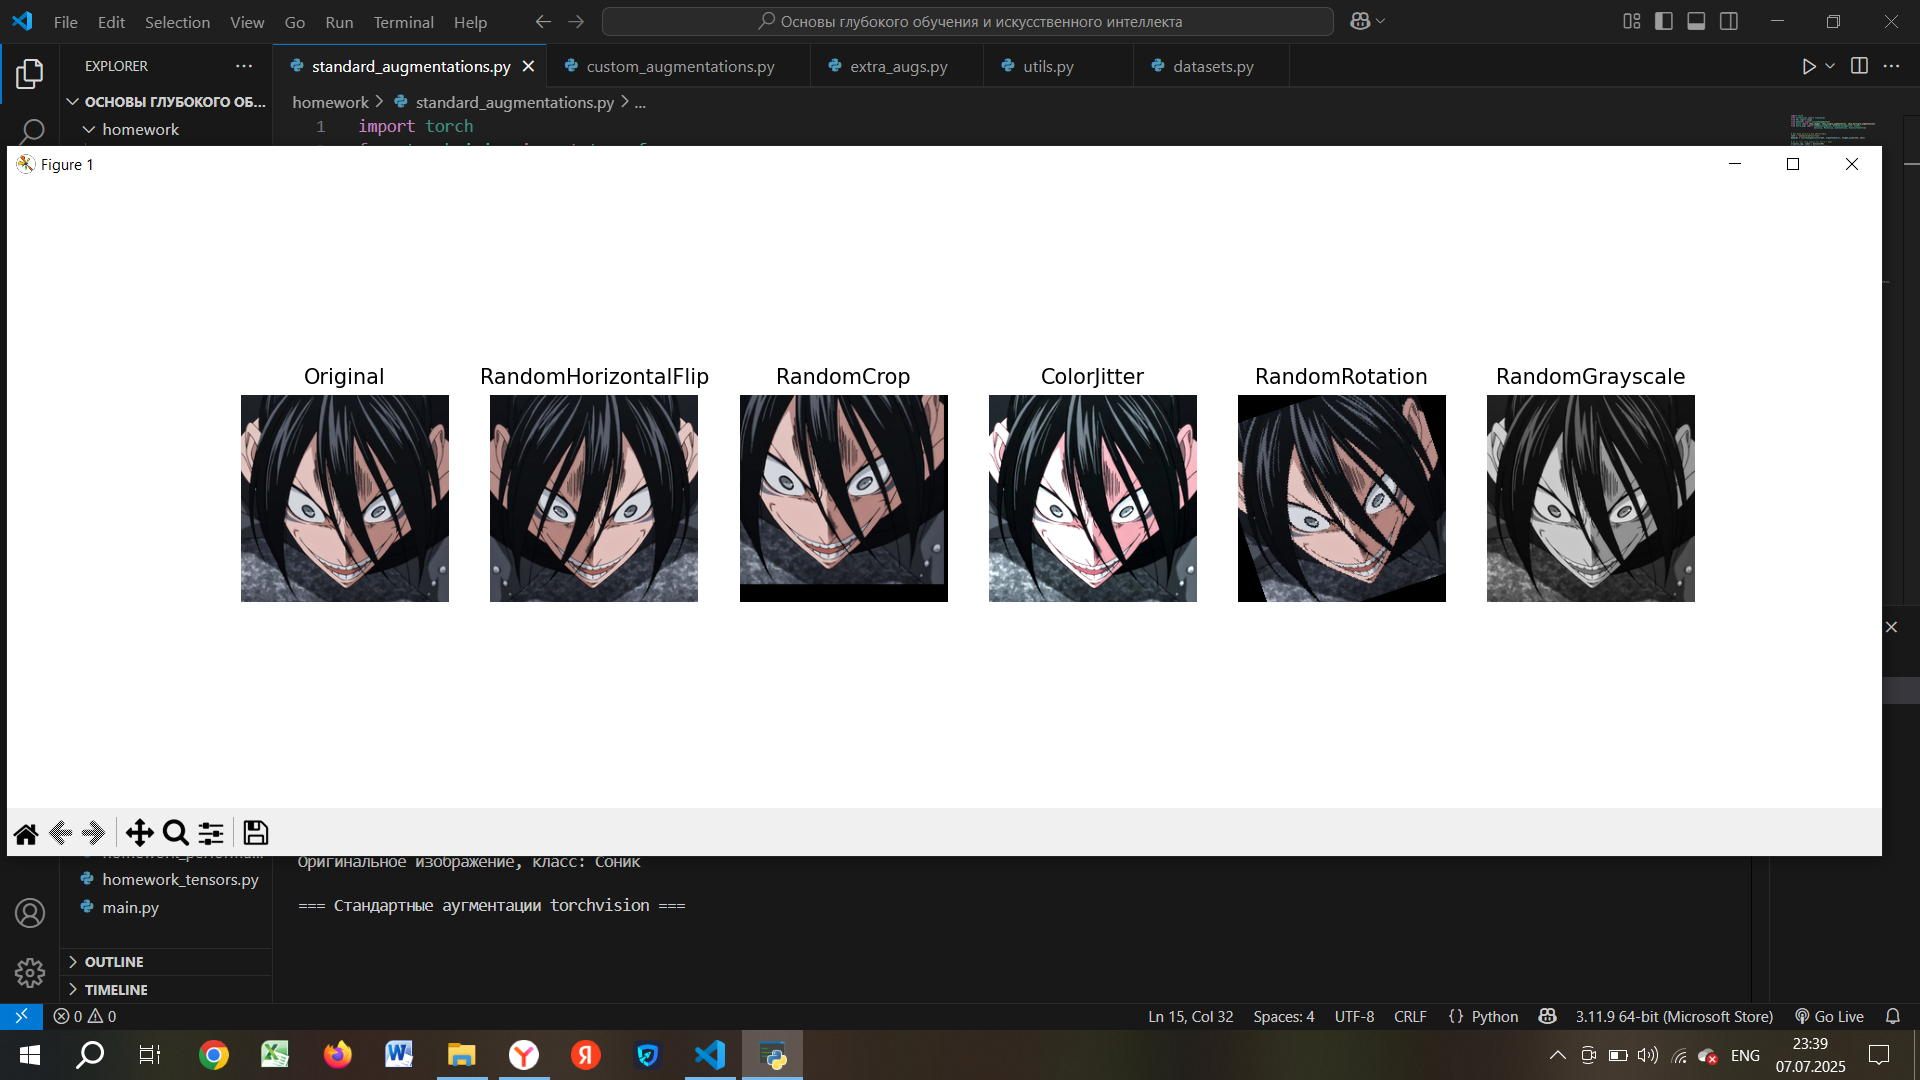 File Edit Selection View Go Run Terminal Help
Основы глубокого обучения и искусственного интеллекта
EXPLORER
standard_augmentations.py
custom_augmentations.py
extra_augs.py
utils.py
datasets.py
ОСНОВЫ ГЛУБОКОГО ОБ...
homework > standard_augmentations.py > ...
homework
1 import torch
Figure 1
Original
RandomHorizontalFlip
RandomCrop
ColorJitter
RandomRotation
RandomGrayscale
Оригинальное изображение, класс: Соник
homework_tensors.py
main.py
=== Стандартные аугментации torchvision ===
OUTLINE
TIMELINE
0 0
Ln 15, Col 32 Spaces: 4 UTF-8 CRLF {} Python 3.11.9 64-bit (Microsoft Store) Go Live
ENG
23:39
07.07.2025